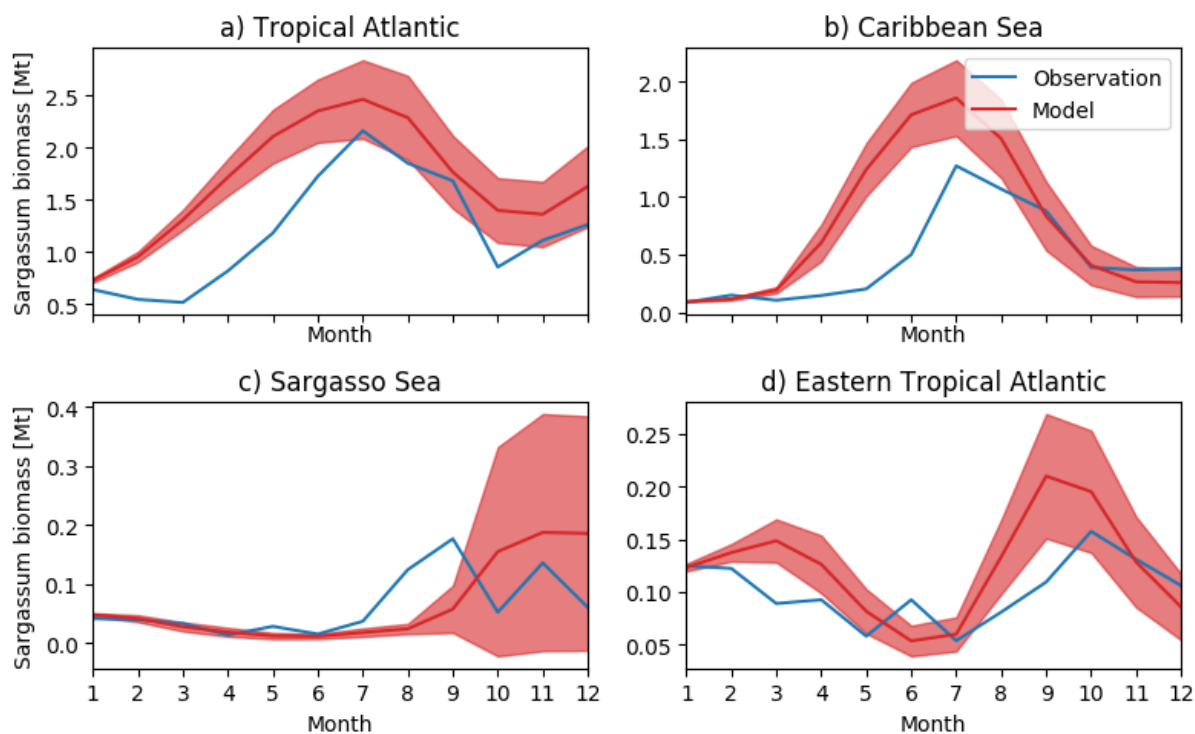 a) Tropical Atlantic
Sargassum biomass [Mt]
2.5
2.0
1.5
1.0
0.5
Month
b) Caribbean Sea
2.0
1.5
1.0
0.5
0.0
Observation
Model
Month
c) Sargasso Sea
Sargassum biomass [Mt]
0.4
0.3
0.2
0.1
0.0
1 2 3 4 5 6 7 8 9 10 11 12
Month
d) Eastern Tropical Atlantic
0.25
0.20
0.15
0.10
0.05
1 2 3 4 5 6 7 8 9 10 11 12
Month